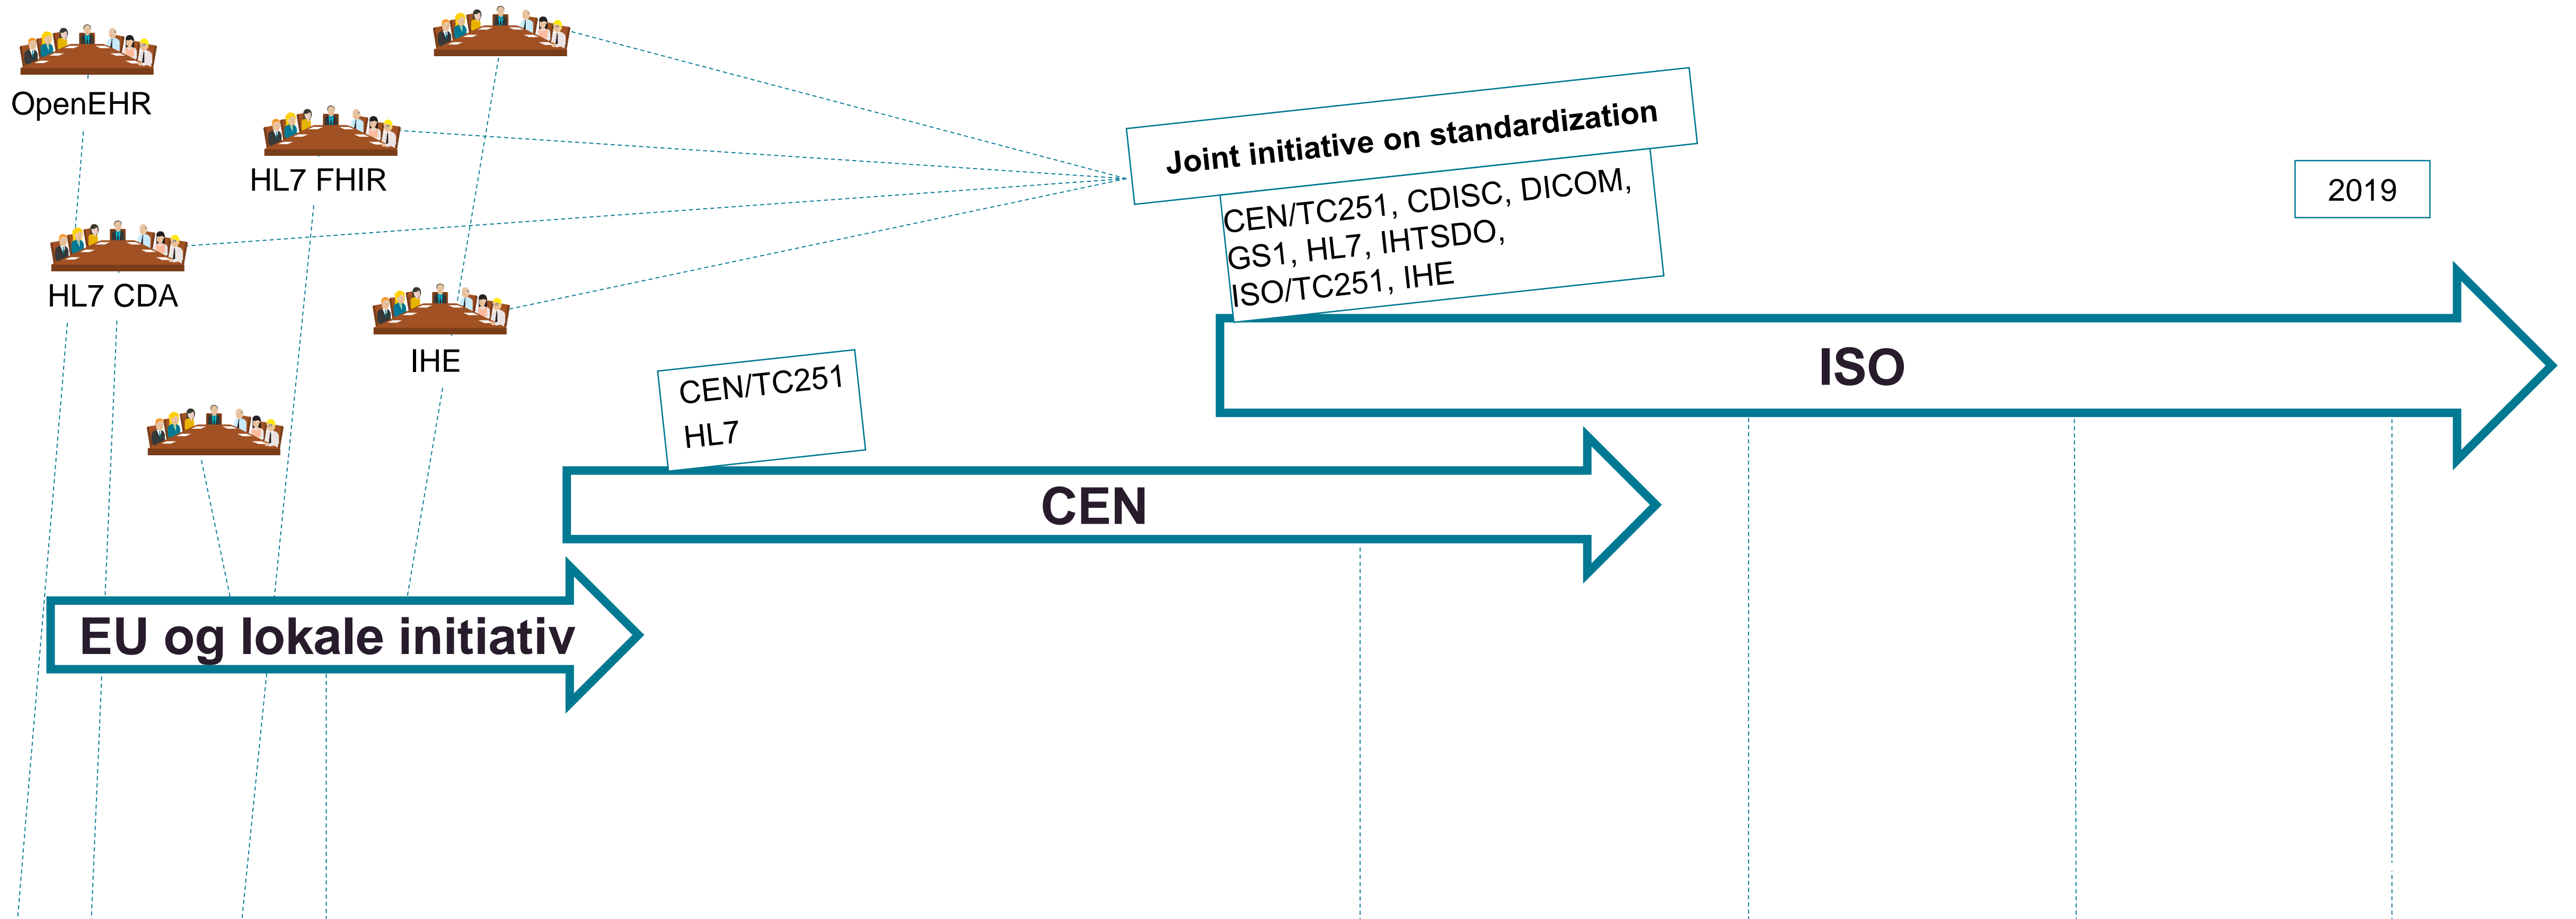 OpenEHR
HL7 FHIR
HL7 CDA
IHE
Joint initiative on standardization
CEN/TC251, CDISC, DICOM,
GS1, HL7, IHTSDO,
ISO/TC251, IHE
2019
ISO
CEN/TC251
HL7
CEN
EU og lokale initiativ